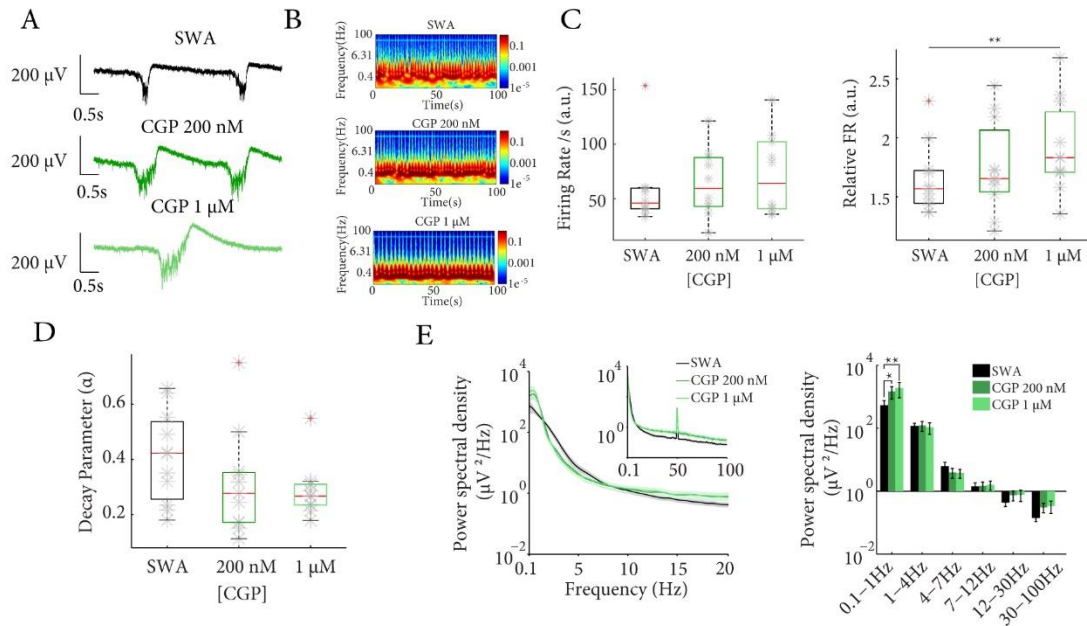 A
SWA
200 µV
0.5s
CGP 200 nM
200 µV
0.5s
CGP 1 µM
200 µV
0.5s
B
SWA
Frequency(Hz)
100
6.31
0.4
0
50
100
Time(s)
0.1
0.001
1e⁻⁵
CGP 200 nM
Frequency(Hz)
100
6.31
0.4
0
50
100
Time(s)
0.1
0.001
1e⁻⁵
CGP 1 µM
Frequency(Hz)
100
6.31
0.4
0
50
100
Time(s)
0.1
0.001
1e⁻⁵
C
Firing Rate /s (a.u.)
150
100
50
SWA
200 nM
1 µM
[CGP]
Relative FR (a.u.)
2.5
2
1.5
**
SWA
200 nM
1 µM
[CGP]
D
Decay Parameter (α)
0.6
0.4
0.2
SWA
200 nM
1 µM
[CGP]
E
Power spectral density
(µV ²/Hz)
10⁴
10²
10⁰
10⁻²
0.1
5
10
15
20
Frequency (Hz)
SWA
CGP 200 nM
CGP 1 µM
10⁴
10⁰
0.1
50
100
Power spectral density
(µV ²/Hz)
10⁴
10²
10⁰
10⁻²
**
*
SWA
CGP 200 nM
CGP 1 µM
0.1–1Hz
1–4Hz
4–7Hz
7–12Hz
12–30Hz
30–100Hz